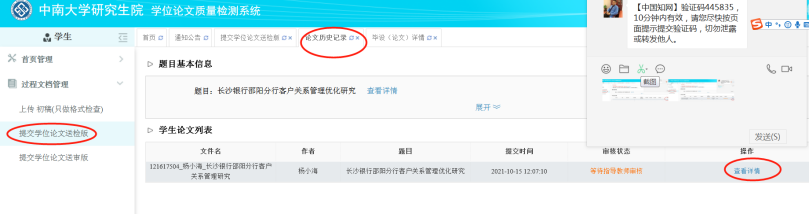 中南大学研究生院 学位论文质量检测系统
【中国知网】验证码445835，
10分钟内有效，请您尽快按页
面提示提交验证码，切勿泄露
或转发他人。
中
学生
首页
通知公告
提交学位论文送检版
论文历史记录
毕设（论文）详情
首页管理
过程文档管理
上传 初稿(只做格式检查)
提交学位论文送检版
提交学位论文送审版
题目基本信息
题目：长沙银行邵阳分行客户关系管理优化研究 查看详情
展开
截图
发送(S)
学生论文列表
文件名 作者 题目 提交时间 审核状态 操作
121617504_杨小海_长沙银行邵阳分行客户
关系管理研究
杨小海 长沙银行邵阳分行客户关系管理优化研究 2021-10-15 12:07:10 等待指导教师审核 查看详情